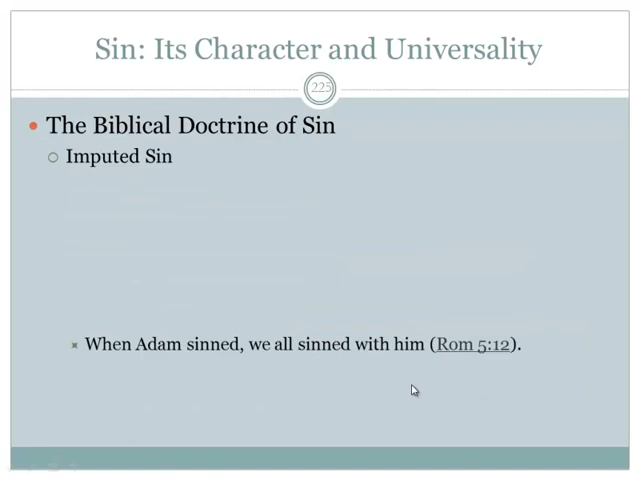 Sin: Its Character and Universality
225
The Biblical Doctrine of Sin
Imputed Sin
When Adam sinned, we all sinned with him (Rom 5:12).